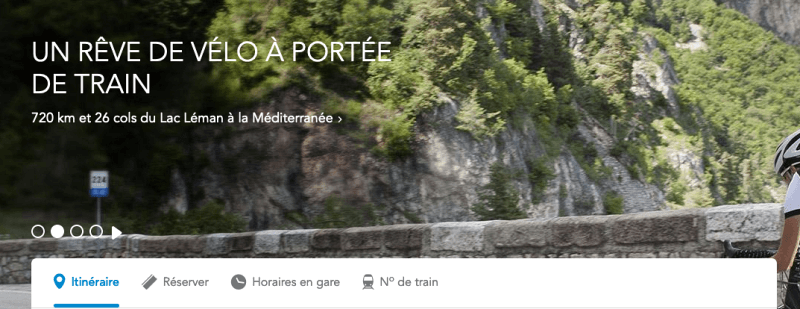 UN RÊVE DE VÉLO À PORTÉE
DE TRAIN
720 km et 26 cols du Lac Léman à la Méditerranée ›
224
Itinéraire
Réserver
Horaires en gare
N° de train